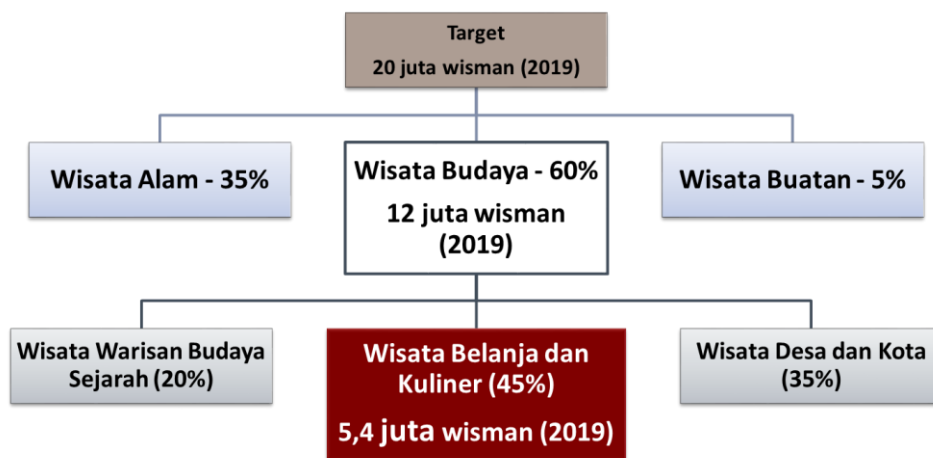 Target
20 juta wisman (2019)
Wisata Alam - 35%
Wisata Budaya - 60%
12 juta wisman
(2019)
Wisata Buatan - 5%
Wisata Warisan Budaya
Sejarah (20%)
Wisata Belanja dan
Kuliner (45%)
5,4 juta wisman (2019)
Wisata Desa dan Kota
(35%)